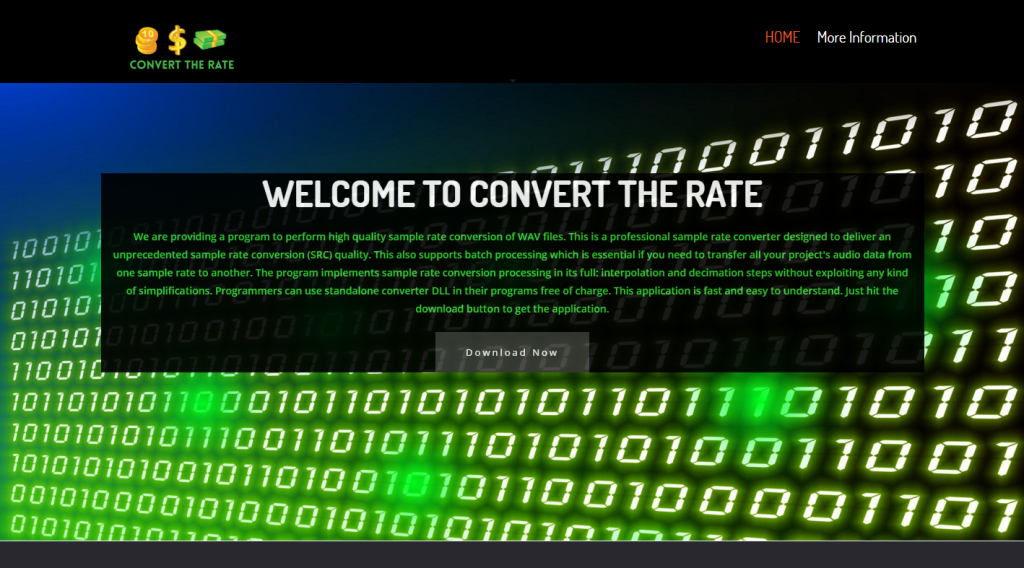 10
CONVERT THE RATE
HOME
More Information
WELCOME TO CONVERT THE RATE
We are providing a program to perform high quality sample rate conversion of WAV files. This is a professional sample rate converter designed to deliver an
unprecedented sample rate conversion (SRC) quality. This also supports batch processing which is essential if you need to transfer all your project's audio data from
one sample rate to another. The program implements sample rate conversion processing in its full: interpolation and decimation steps without exploiting any kind
of simplifications. Programmers can use standalone converter DLL in their programs free of charge. This application is fast and easy to understand. Just hit the
download button to get the application.
Download Now